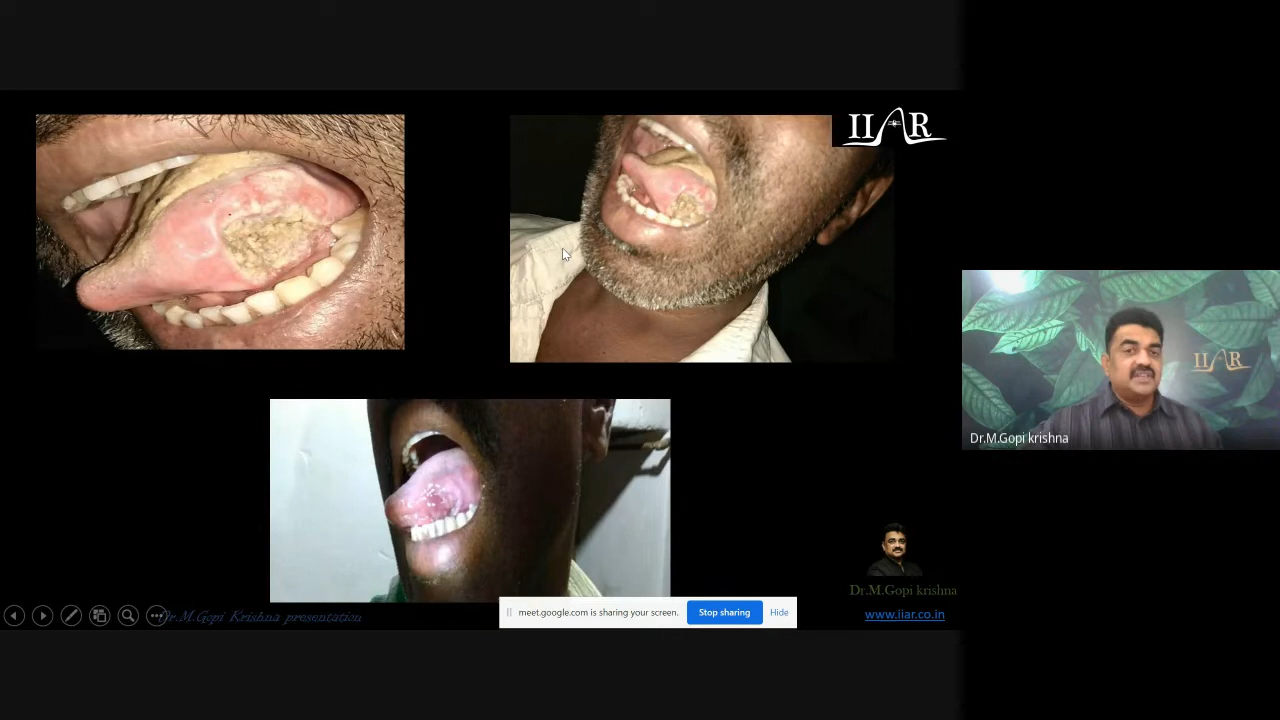 IIAR
IIAR
Dr.M.Gopi krishna
Dr.M.Gopi krishna
www.iiar.co.in
Dr.M.Gopi Krishna presentation
meet.google.com is sharing your screen.
Stop sharing
Hide